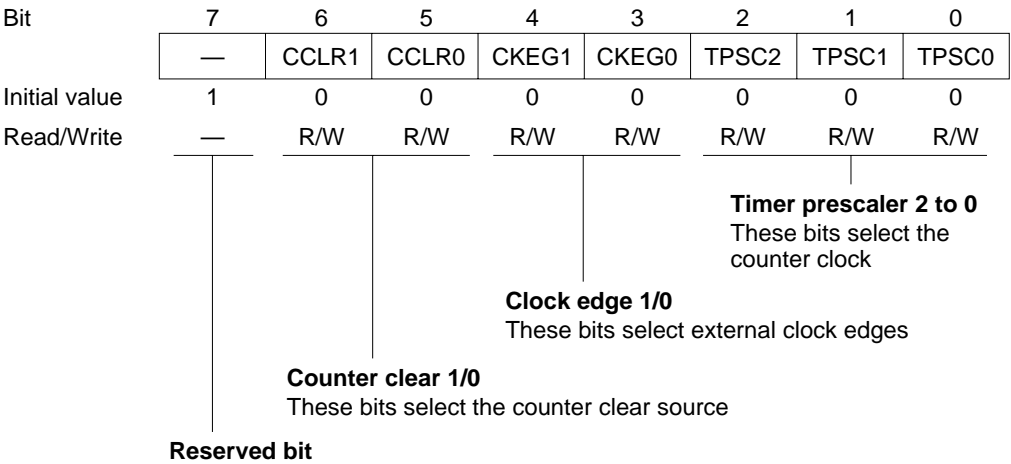 Bit 7 6 5 4 3 2 1 0
— CCLR1 CCLR0 CKEG1 CKEG0 TPSC2 TPSC1 TPSC0
Initial value 1 0 0 0 0 0 0 0
Read/Write — R/W R/W R/W R/W R/W R/W R/W
Timer prescaler 2 to 0
These bits select the
counter clock
Clock edge 1/0
These bits select external clock edges
Counter clear 1/0
These bits select the counter clear source
Reserved bit